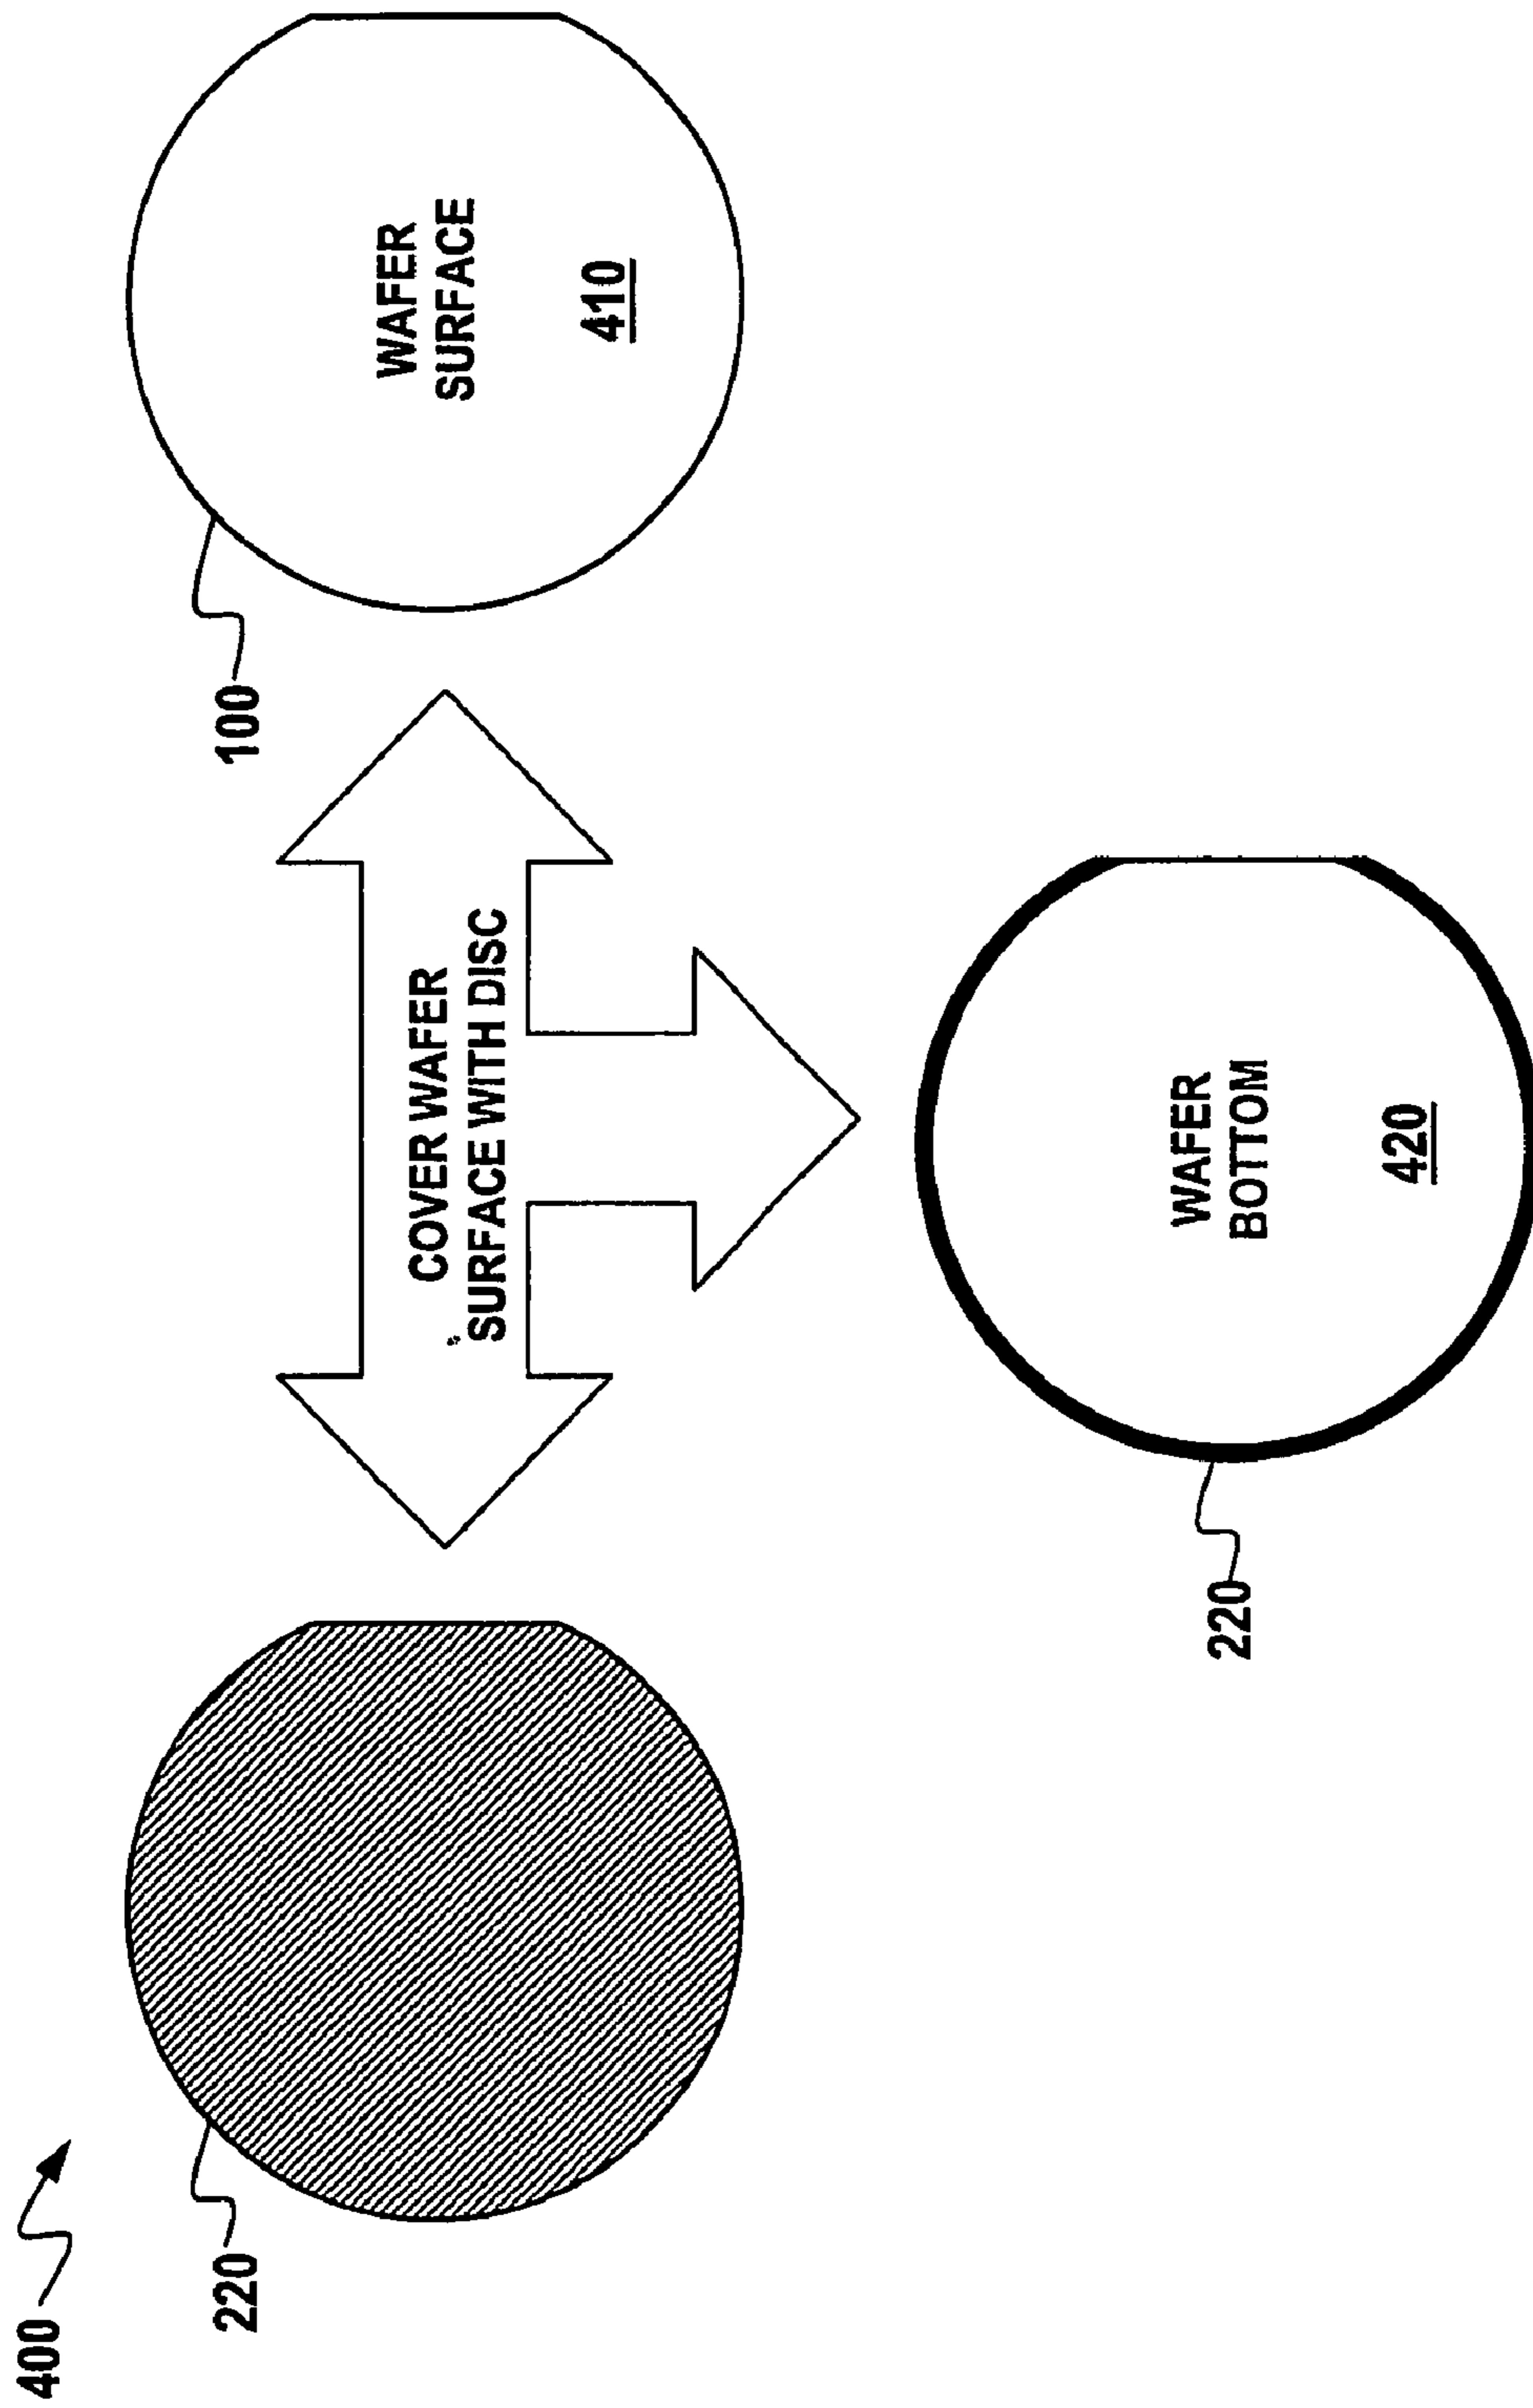 400
220
100
COVER WAFER
SURFACE WITH DISC
WAFER
SURFACE
410
220
WAFER
BOTTOM
420